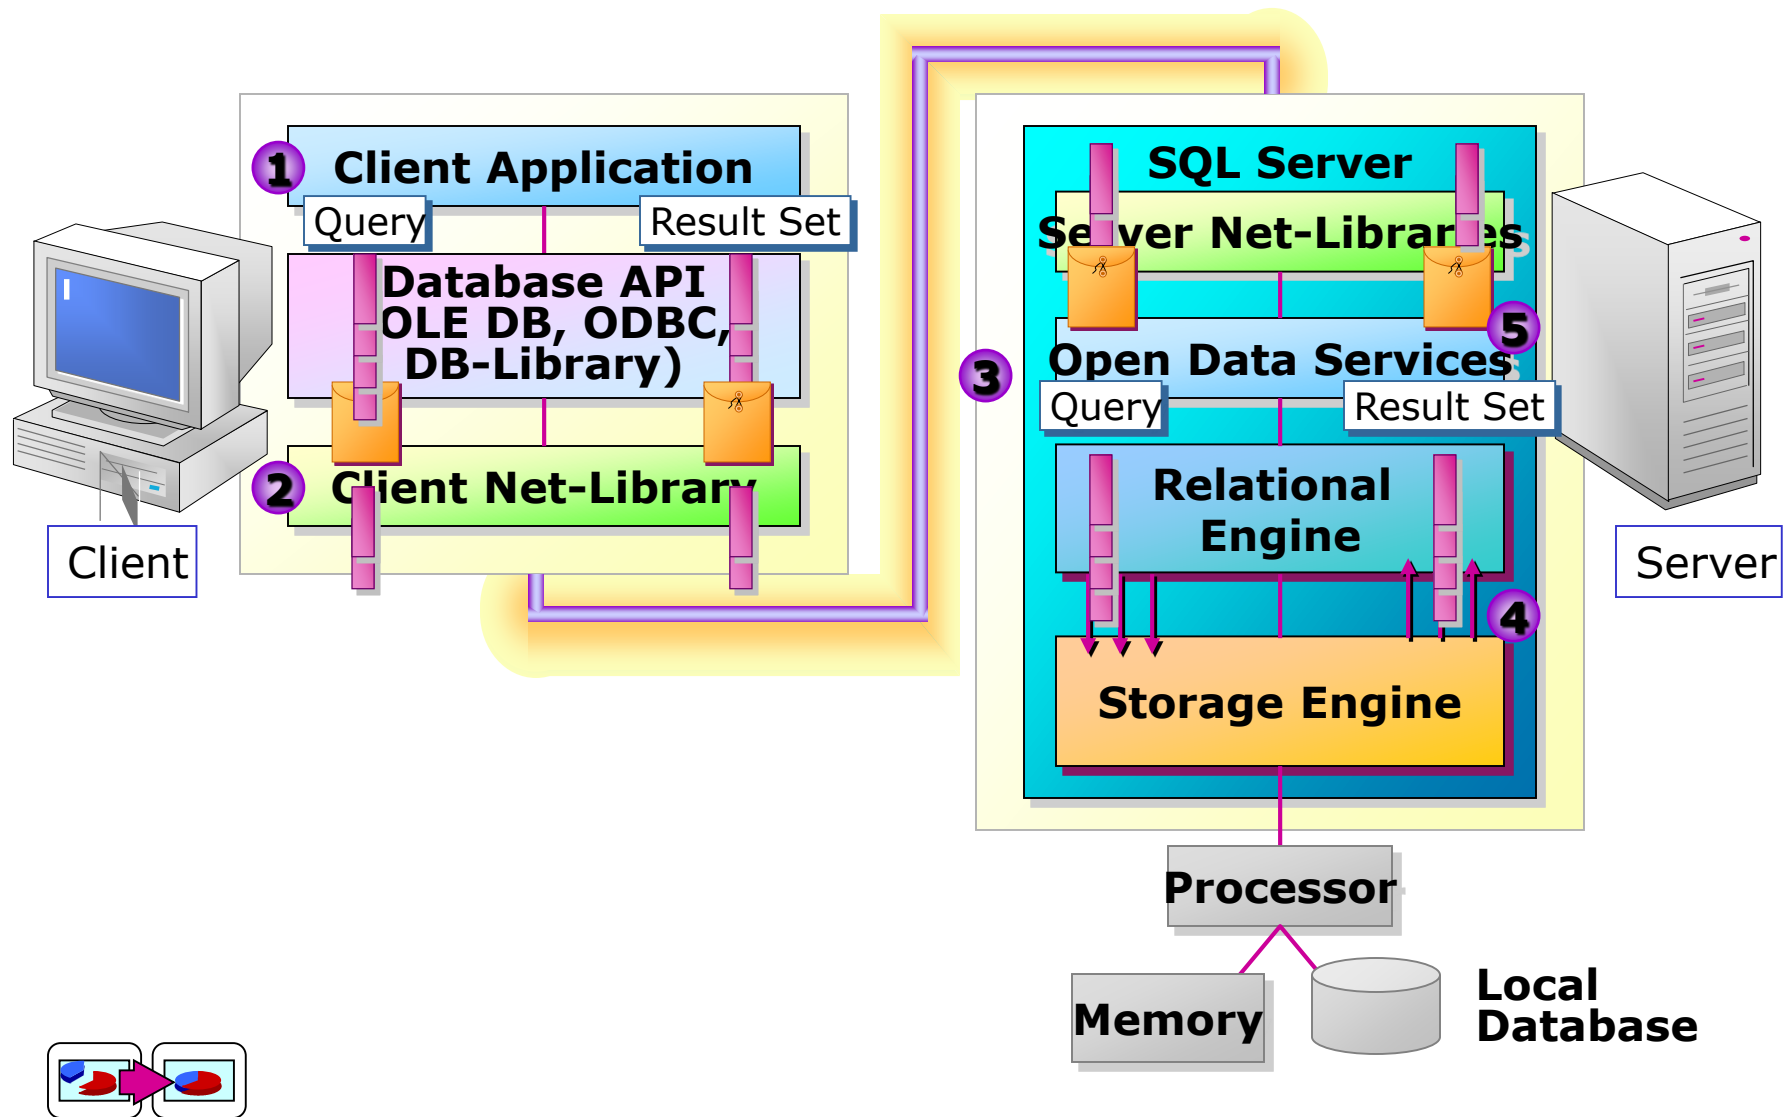 1
Client Application
Query
Result Set
Database API
OLE DB, ODBC,
DB-Library)
2
Client Net-Library
Client
SQL Server
Server Net-Libraries
5
3
Open Data Services
Query
Result Set
Relational
Engine
4
Storage Engine
Server
Processor
Memory
Local
Database